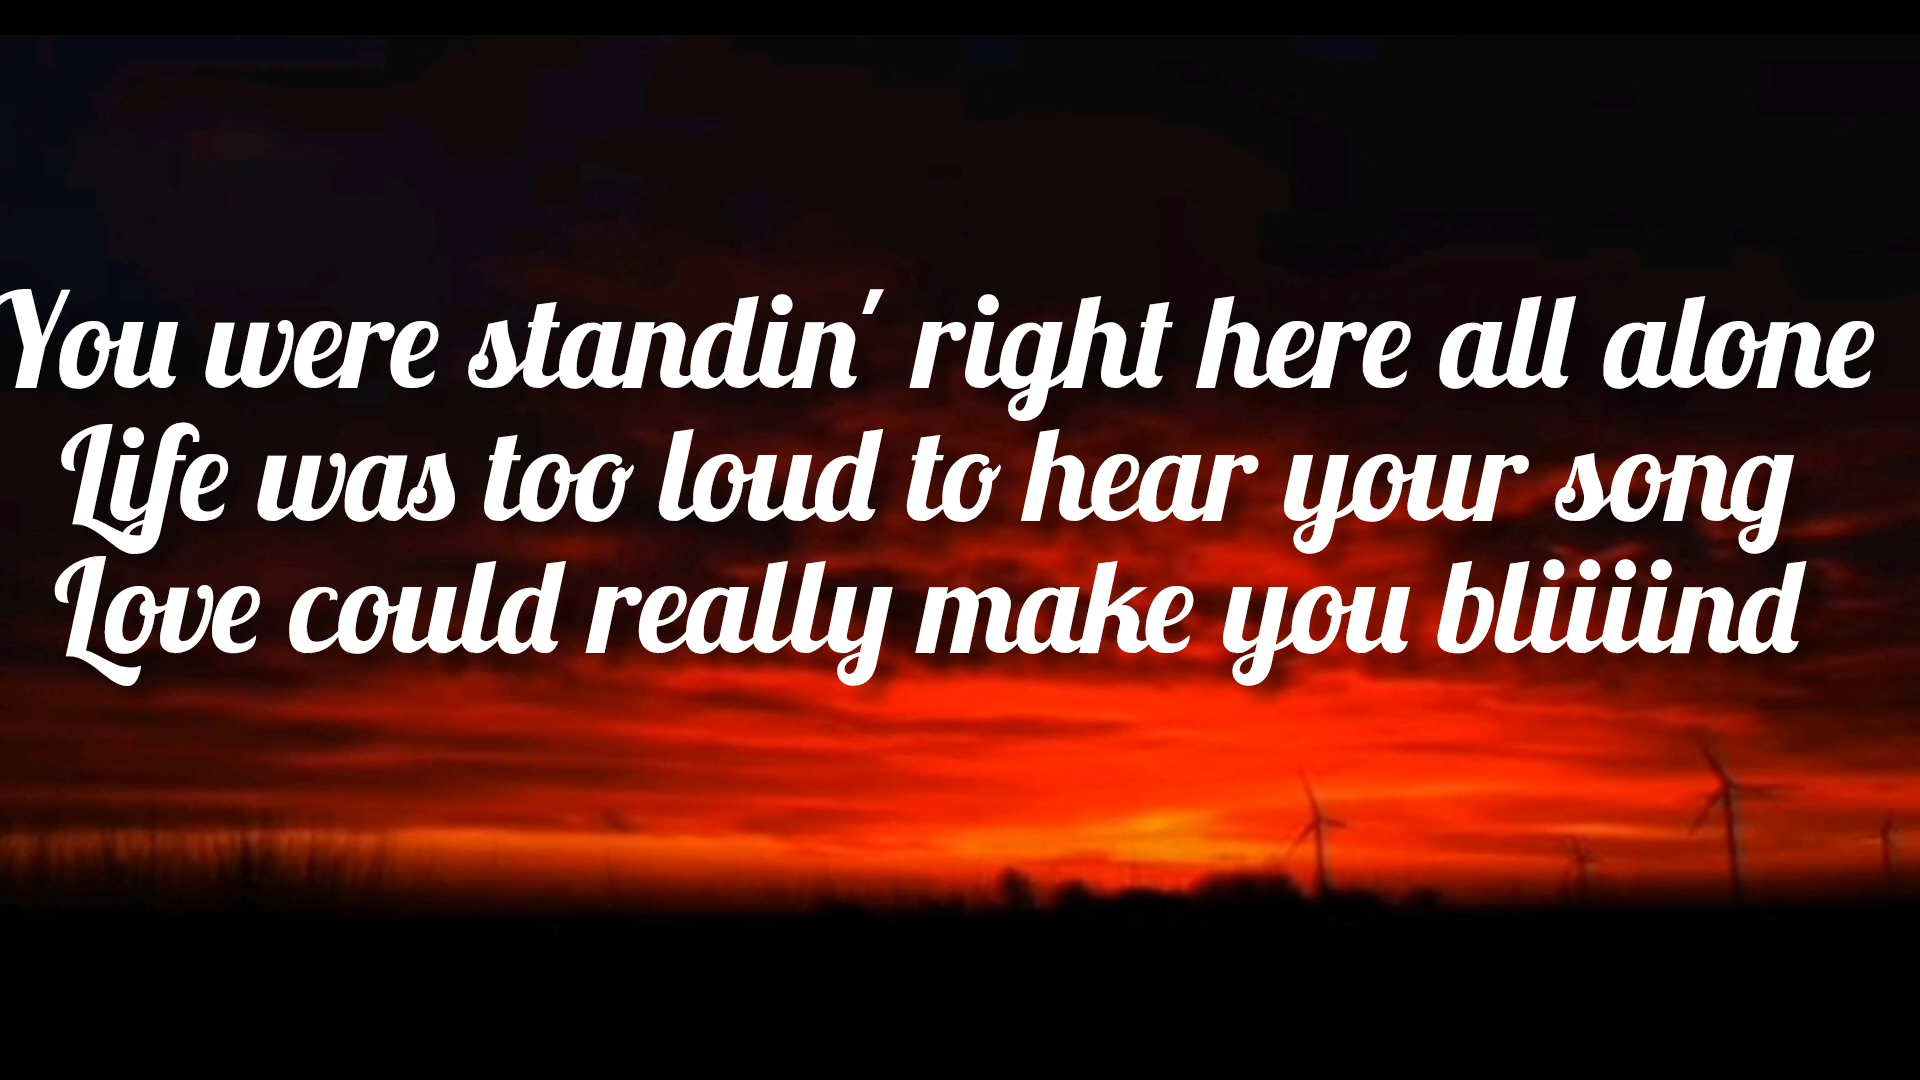 You were standin' right here all alone
Life was too loud to hear your song
Love could really make you bliiiind